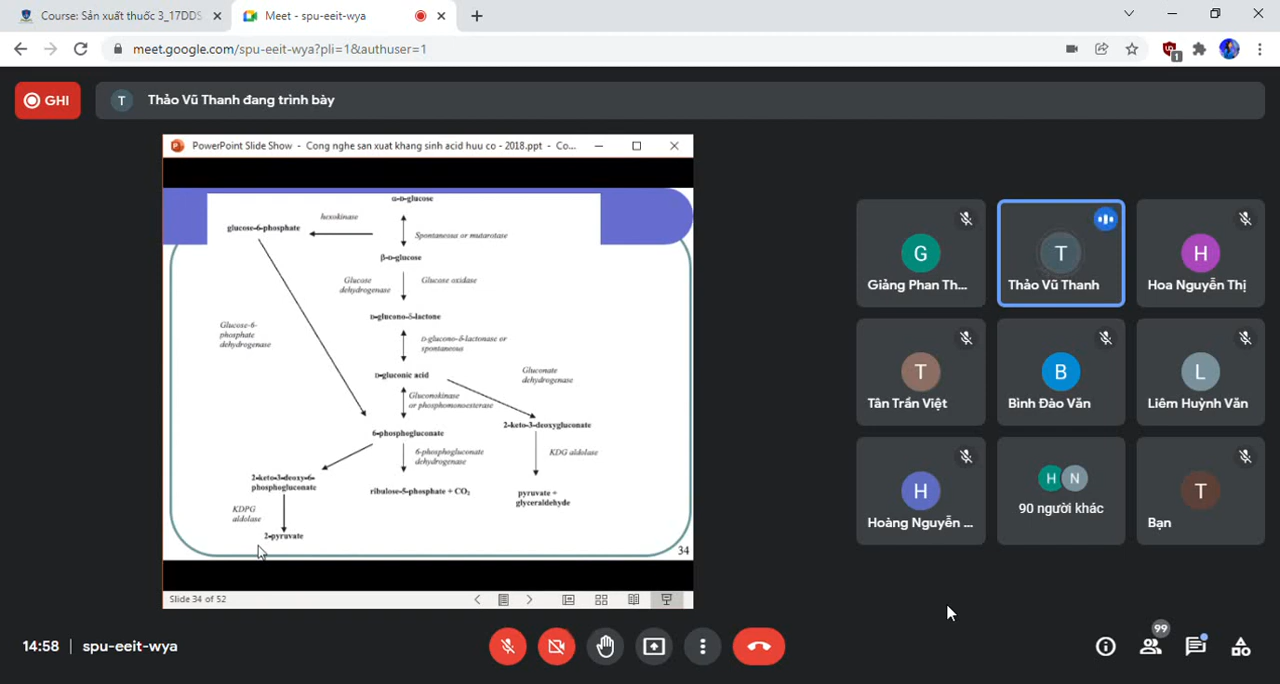 Course: Sản xuất thuốc 3_17DDS
Meet - spu-eeit-wya
meet.google.com/spu-eeit-wya?pli=1&authuser=1
1
GHI
T
Thảo Vũ Thanh đang trình bày
PowerPoint Slide Show - Cong nghe san xuat khang sinh acid huu co - 2018.ppt - Co...
α-D-glucose
hexokinase
glucose-6-phosphate
Spontaneous or mutarotase
β-D-glucose
Glucose
dehydrogenase
Glucose oxidase
D-glucono-δ-lactone
Glucose-6-
phosphate
dehydrogenase
D-glucono-δ-lactonase or
spontaneous
D-gluconic acid
Gluconate
dehydrogenase
Gluconokinase
or phosphomonoesterase
2-keto-3-deoxygluconate
6-phosphogluconate
6-phosphogluconate
dehydrogenase
KDG aldolase
2-keto-3-deoxy-6-
phosphogluconate
ribulose-5-phosphate + CO₂
pyruvate +
glyceraldehyde
KDPG
aldolase
2-pyruvate
34
Slide 34 of 52
G
Giảng Phan Th...
T
Thảo Vũ Thanh
H
Hoa Nguyễn Thị
T
Tân Trần Việt
B
Bình Đào Văn
L
Liêm Huỳnh Văn
H
Hoàng Nguyễn ...
H N
90 người khác
T
Bạn
14:58 | spu-eeit-wya
99